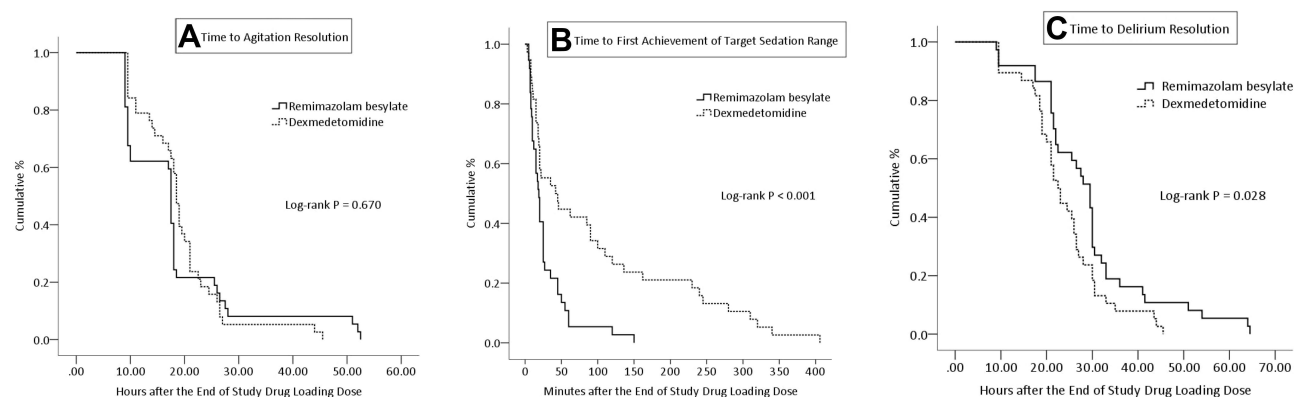 A Time to Agitation Resolution
1.0
0.8
0.6
0.4
0.2
0.0
Cumulative %
Remimazolam besylate
Dexmedetomidine
Log-rank P = 0.670
.00 10.00 20.00 30.00 40.00 50.00 60.00
Hours after the End of Study Drug Loading Dose
B Time to First Achievement of Target Sedation Range
1.0
0.8
0.6
0.4
0.2
0.0
Cumulative %
Remimazolam besylate
Dexmedetomidine
Log-rank P < 0.001
0 50 100 150 200 250 300 350 400
Minutes after the End of Study Drug Loading Dose
C Time to Delirium Resolution
1.0
0.8
0.6
0.4
0.2
0.0
Cumulative %
Remimazolam besylate
Dexmedetomidine
Log-rank P = 0.028
.00 10.00 20.00 30.00 40.00 50.00 60.00 70.00
Hours after the End of Study Drug Loading Dose